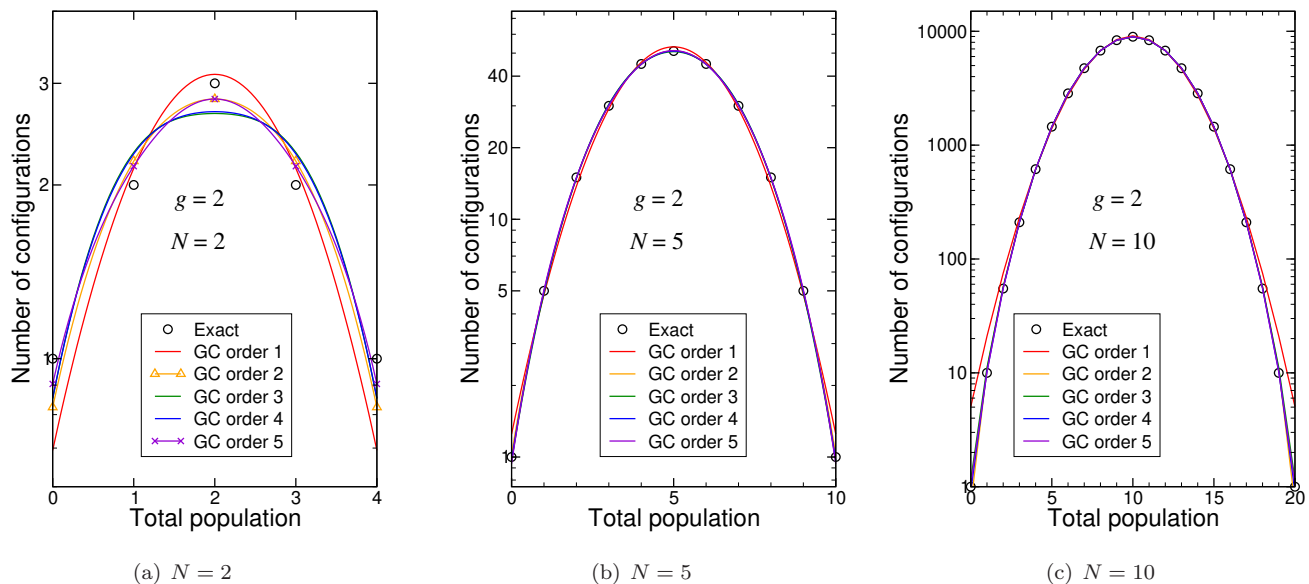 Number of configurations
3
2
1
g = 2
N = 2
Exact
GC order 1
GC order 2
GC order 3
GC order 4
GC order 5
0 1 2 3 4
Total population
(a) N = 2
Number of configurations
40
20
10
5
1
g = 2
N = 5
Exact
GC order 1
GC order 2
GC order 3
GC order 4
GC order 5
0 5 10
Total population
(b) N = 5
Number of configurations
10000
1000
100
10
1
g = 2
N = 10
Exact
GC order 1
GC order 2
GC order 3
GC order 4
GC order 5
0 5 10 15 20
Total population
(c) N = 10